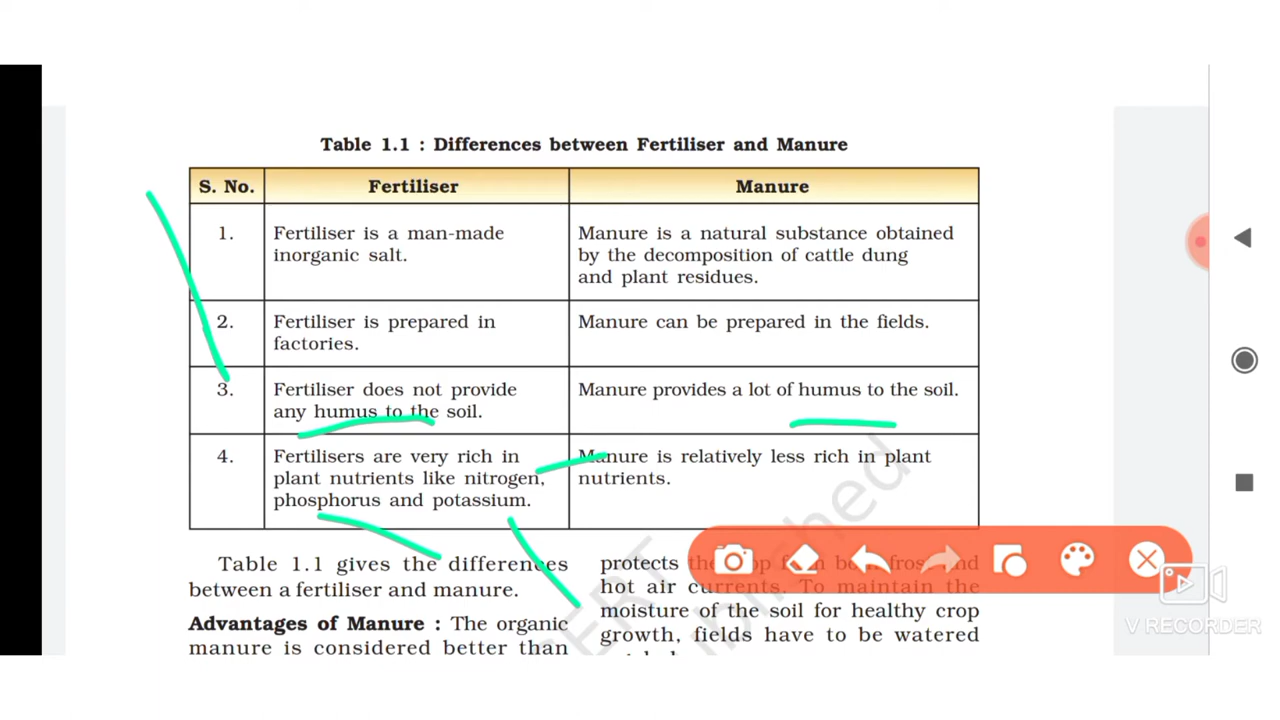 Table 1.1 : Differences between Fertiliser and Manure
S. No.
Fertiliser
Manure
1.
Fertiliser is a man-made
inorganic salt.
Manure is a natural substance obtained
by the decomposition of cattle dung
and plant residues.
2.
Fertiliser is prepared in
factories.
Manure can be prepared in the fields.
3.
Fertiliser does not provide
any humus to the soil.
Manure provides a lot of humus to the soil.
4.
Fertilisers are very rich in
plant nutrients like nitrogen,
phosphorus and potassium.
Manure is relatively less rich in plant
nutrients.
Table 1.1 gives the differences
between a fertiliser and manure.
Advantages of Manure : The organic
manure is considered better than
protects
hot air currents. To maintain the
moisture of the soil for healthy crop
growth, fields have to be watered
V RECORDER